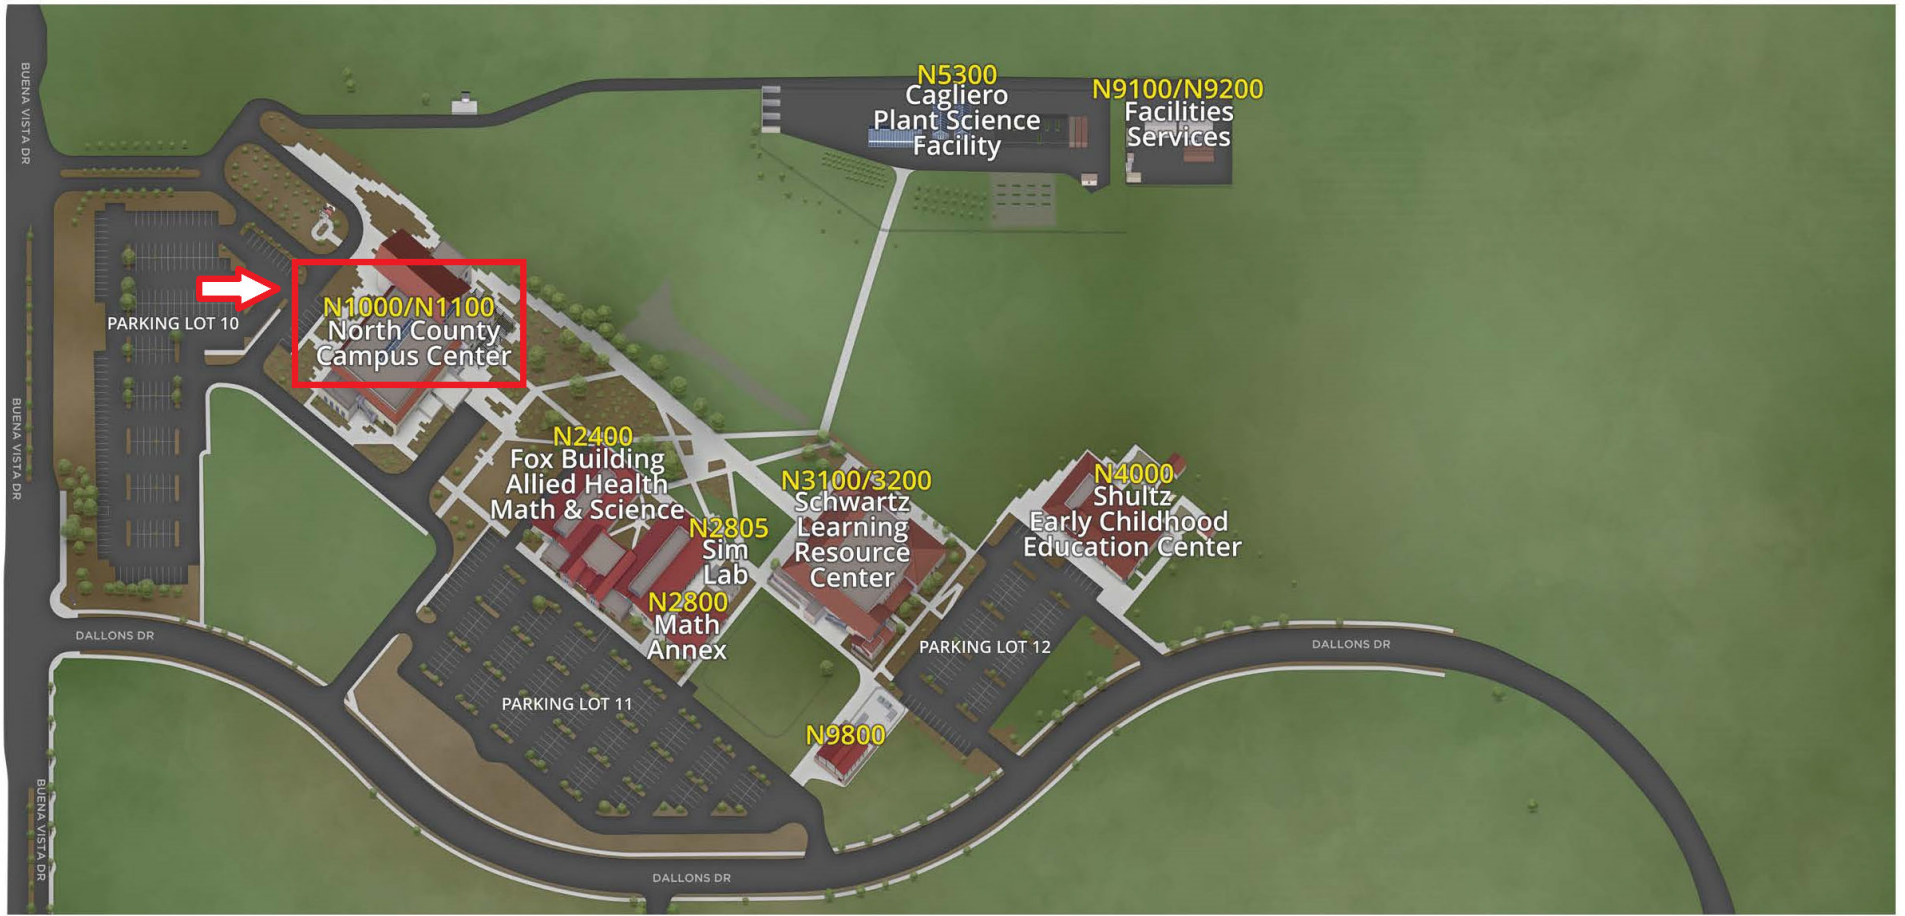 BUENA VISTA DR
N5300
Cagliero
Plant Science
Facility
N9100/N9200
Facilities
Services
N1000/N1100
North County
Campus Center
PARKING LOT 10
BUENA VISTA DR
N2400
Fox Building
Allied Health
Math & Science
N2805
Sim
Lab
N2800
Math
Annex
N3100/3200
Schwartz
Learning
Resource
Center
N4000
Shultz
Early Childhood
Education Center
DALLONS DR
PARKING LOT 12
DALLONS DR
PARKING LOT 11
N9800
BUENA VISTA DR
DALLONS DR